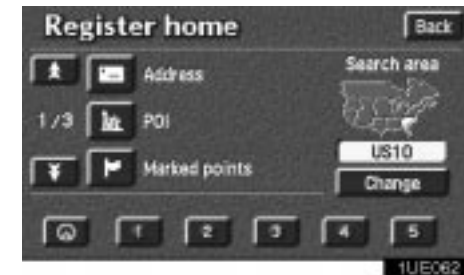 Register home
Back
Address
Search area
1/3
POI
US10
Marked points
Change
1
2
3
4
5
1UE062